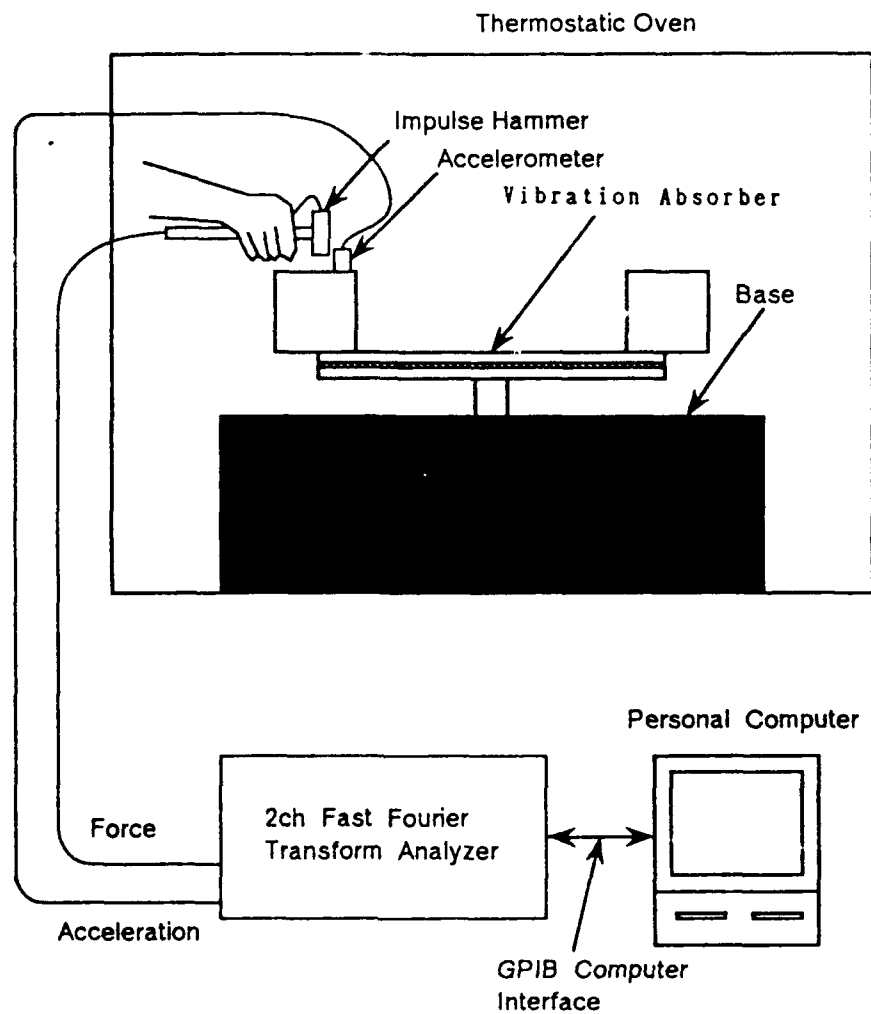 Thermostatic Oven
Impulse Hammer
Accelerometer
Vibration Absorber
Base
Personal Computer
2ch Fast Fourier
Transform Analyzer
Force
Acceleration
GPIB Computer
Interface